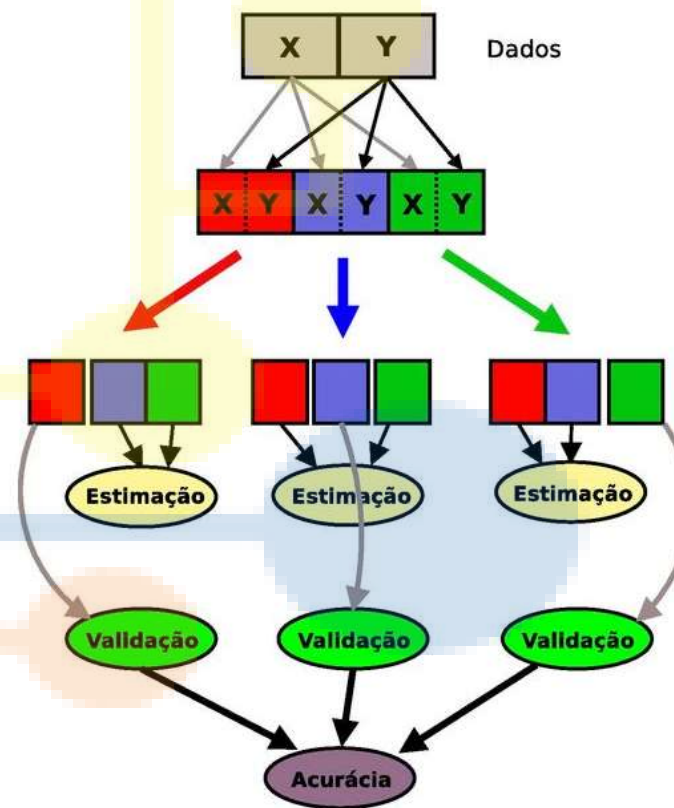 X Y Dados
X Y X Y X Y
Estimação Estimação Estimação
Validação Validação Validação
Acurácia